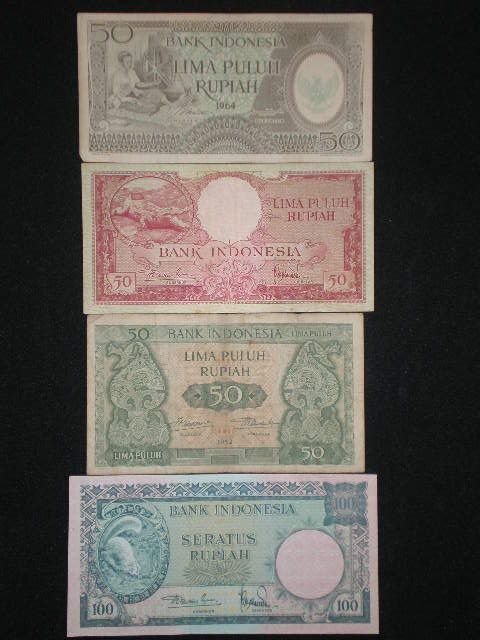 50
BANK INDONESIA
LIMA PULUH
RUPIAH
1964
50
LIMA PULUH
RUPIAH
BANK INDONESIA
50
50
50
BANK INDONESIA
LIMA PULUH
LIMA PULUH
RUPIAH
50
1952
LIMA PULUH
50
BANK INDONESIA
100
SERATUS
RUPIAH
100
100